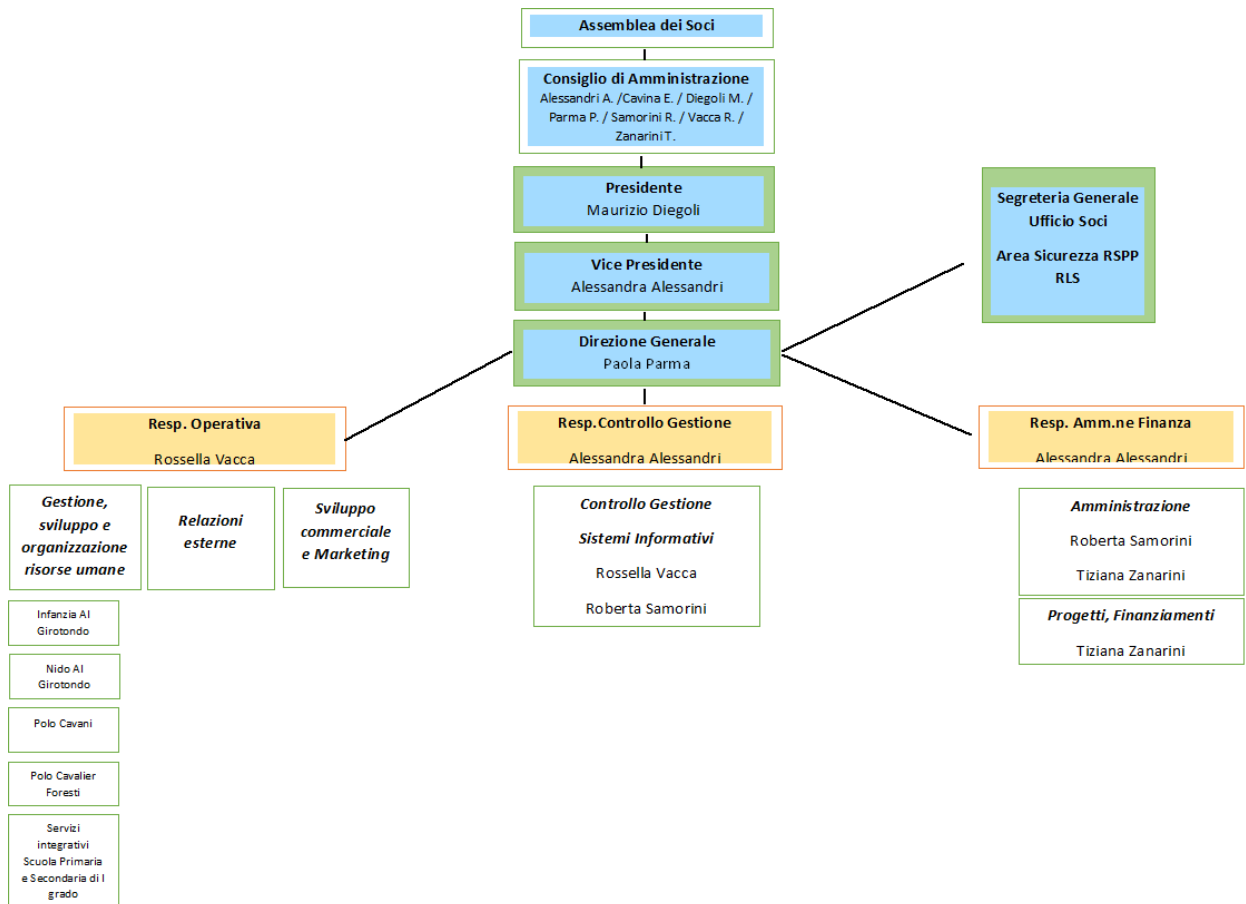 Assemblea dei Soci
Consiglio di Amministrazione
Alessandri A. /Cavina E. / Diegoli M. /
Parma P. / Samorini R. / Vacca R. /
Zanarini T.
Presidente
Maurizio Diegoli
Segreteria Generale
Ufficio Soci
Area Sicurezza RSPP
RLS
Vice Presidente
Alessandra Alessandri
Direzione Generale
Paola Parma
Resp. Operativa
Rossella Vacca
Resp.Controllo Gestione
Alessandra Alessandri
Resp. Amm.ne Finanza
Alessandra Alessandri
Gestione,
sviluppo e
organizzazione
risorse umane
Relazioni
esterne
Sviluppo
commerciale
e Marketing
Controllo Gestione
Sistemi Informativi
Rossella Vacca
Roberta Samorini
Amministrazione
Roberta Samorini
Tiziana Zanarini
Progetti, Finanziamenti
Tiziana Zanarini
Infanzia Al
Girotondo
Nido Al
Girotondo
Polo Cavani
Polo Cavalier
Foresti
Servizi
integrativi
Scuola Primaria
e Secondaria di I
grado